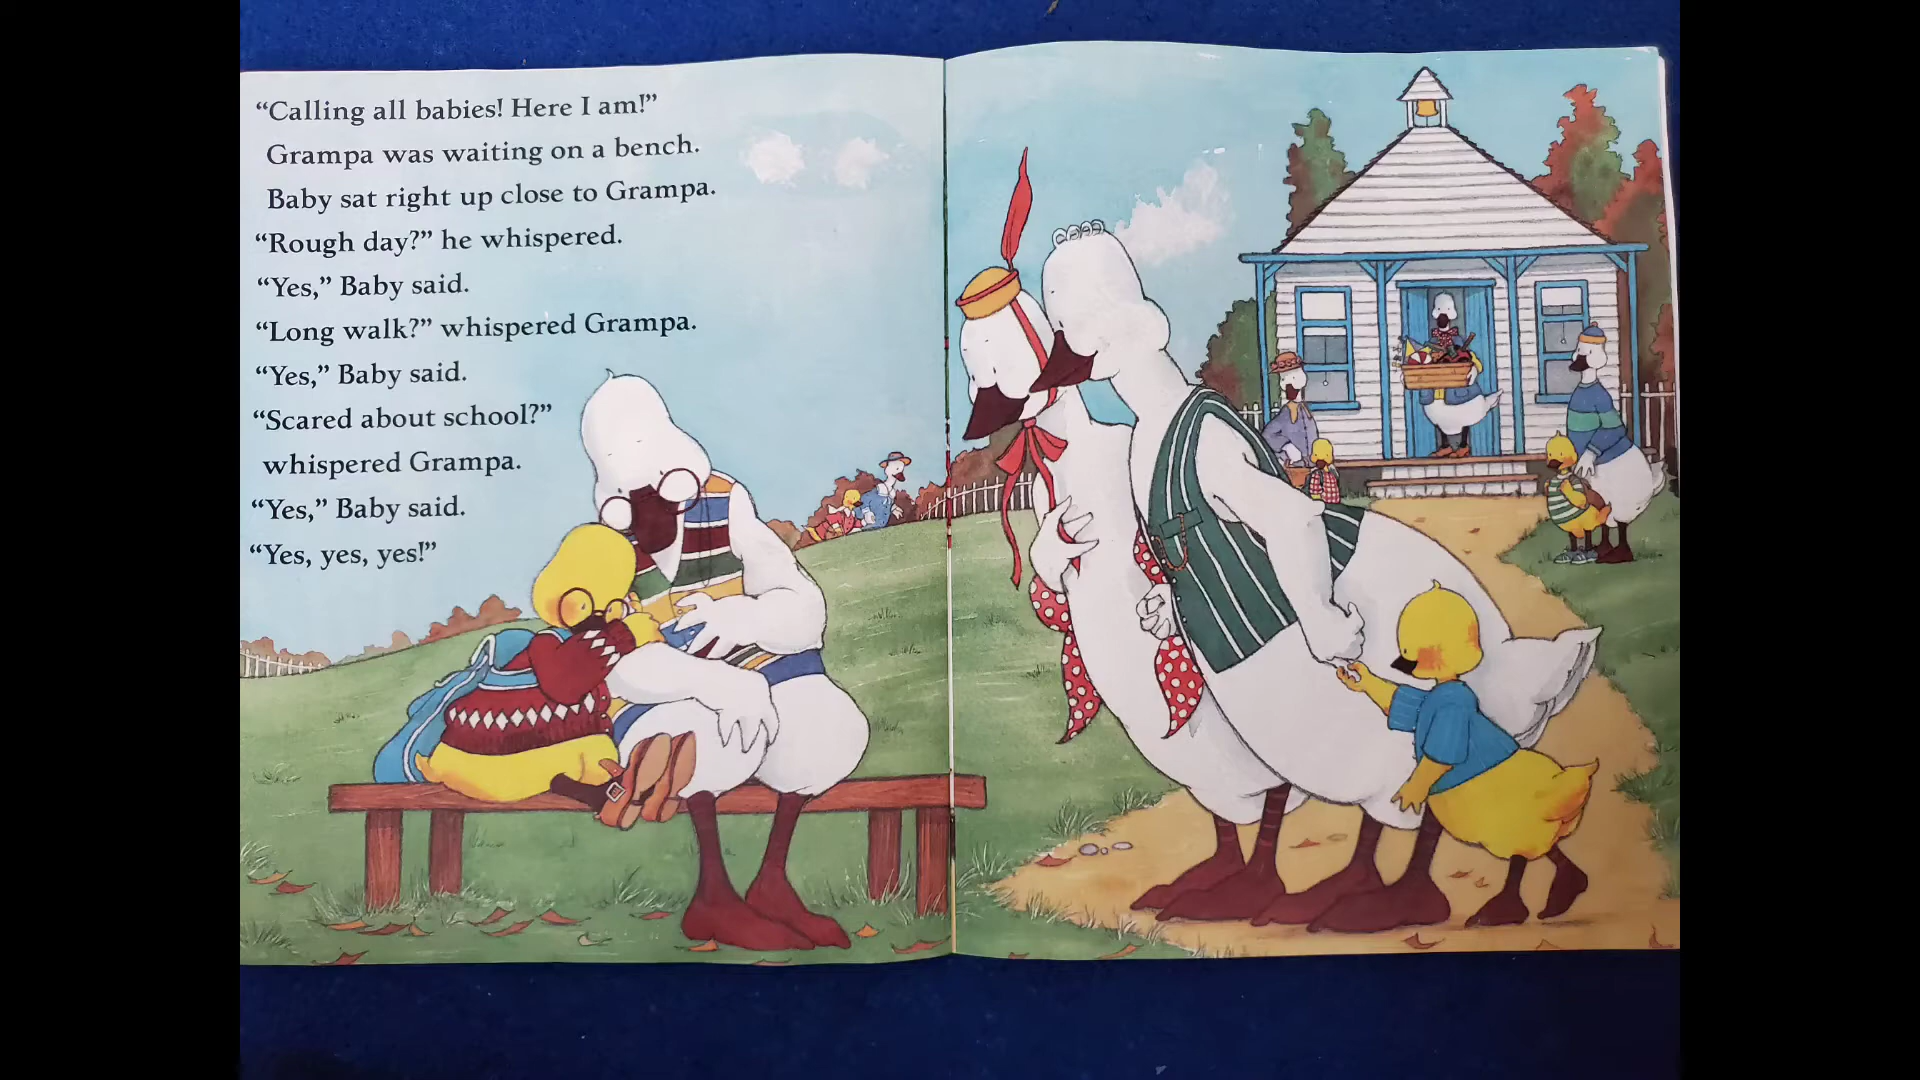 “Calling all babies! Here I am!”
Grampa was waiting on a bench.
Baby sat right up close to Grampa.
“Rough day?” he whispered.
“Yes,” Baby said.
“Long walk?” whispered Grampa.
“Yes,” Baby said.
“Scared about school?”
whispered Grampa.
“Yes,” Baby said.
“Yes, yes, yes!”